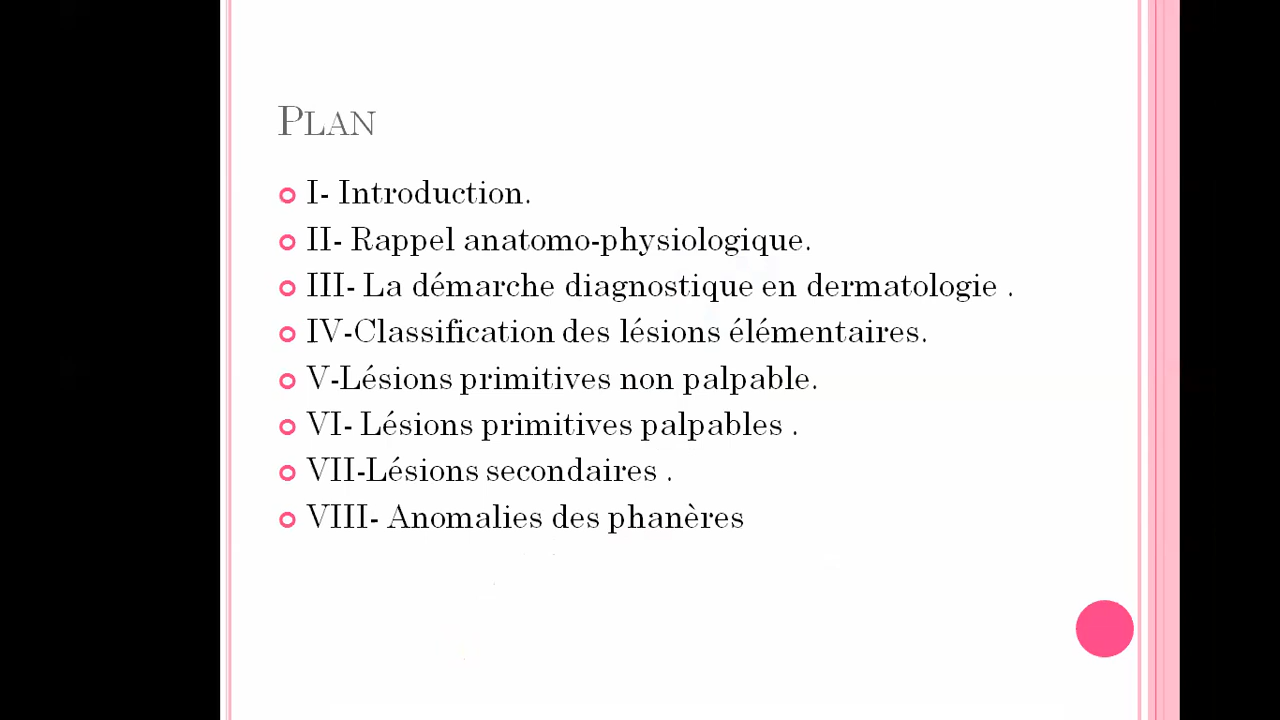 PLAN
I- Introduction.
II- Rappel anatomo-physiologique.
III- La démarche diagnostique en dermatologie .
IV-Classification des lésions élémentaires.
V-Lésions primitives non palpable.
VI- Lésions primitives palpables .
VII-Lésions secondaires .
VIII- Anomalies des phanères